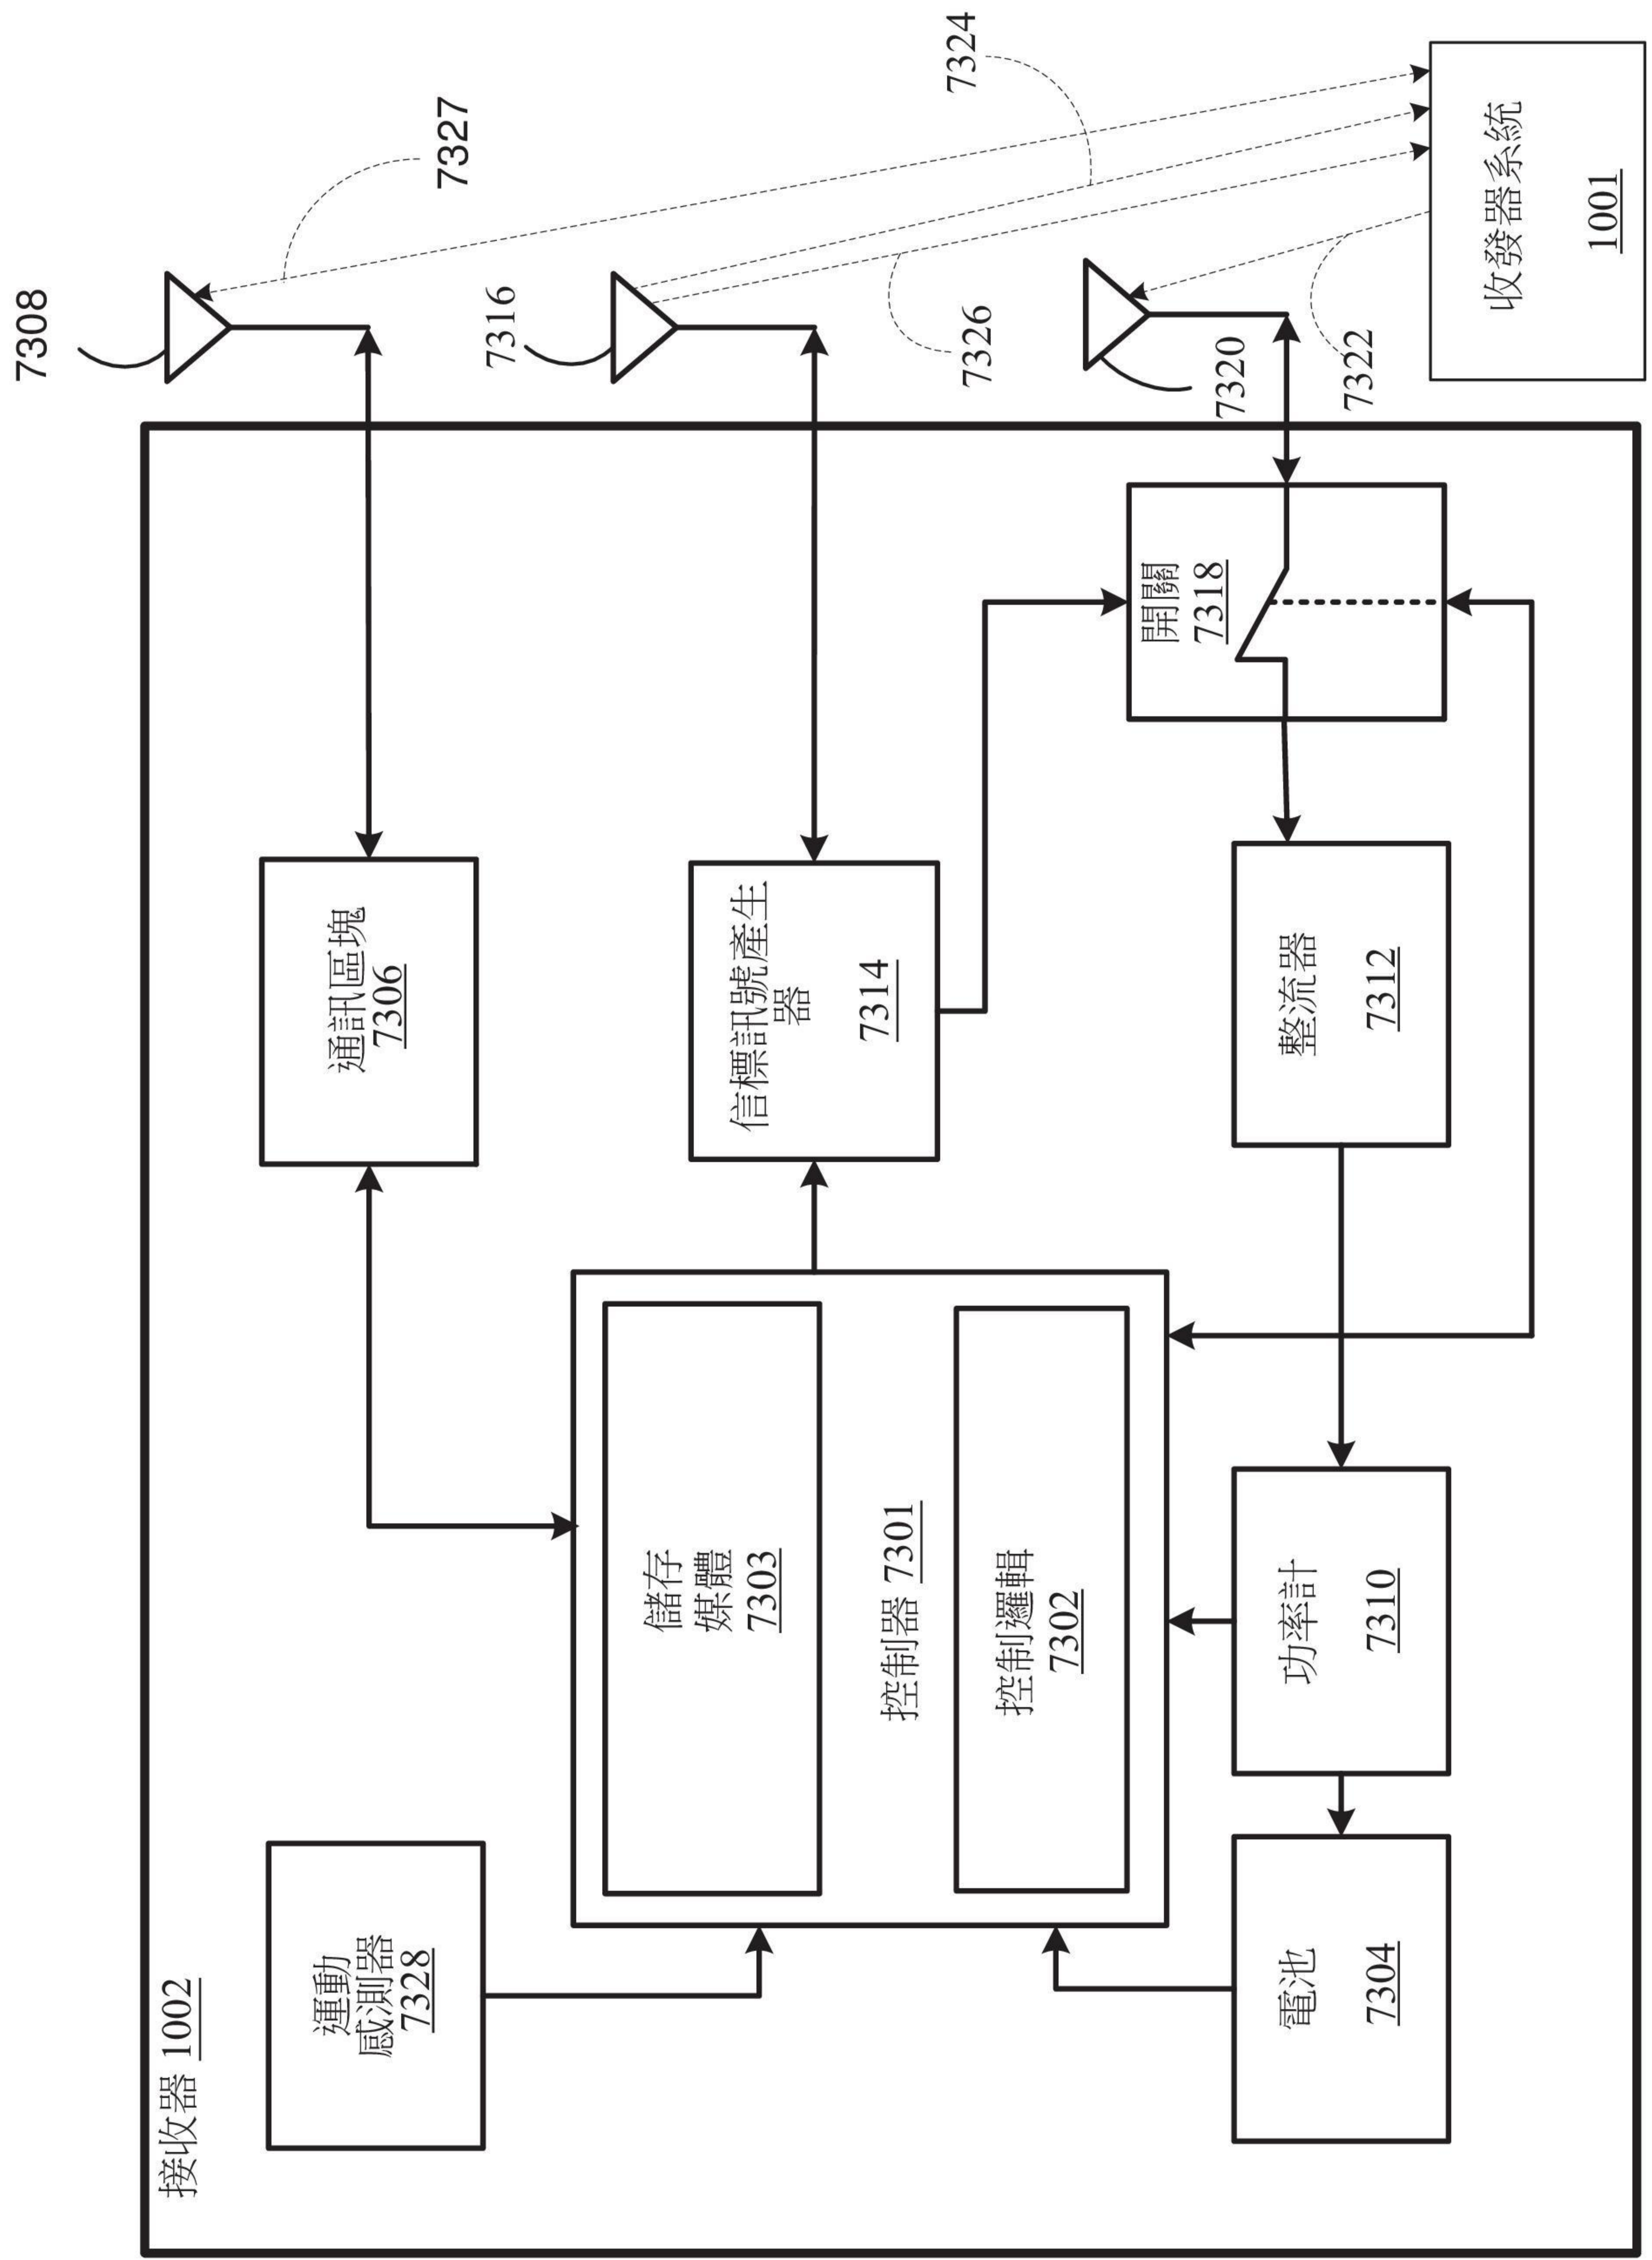 接收器 1002
運動
感測器
7328
通訊區塊
7306
7308
7327
儲存
媒體
7303
控制器 7301
控制邏輯
7302
信標訊號產生
器
7314
7316
7326
7324
電池
7304
功率計
7310
整流器
7312
開關
7318
7320
7322
收發器系統
1001